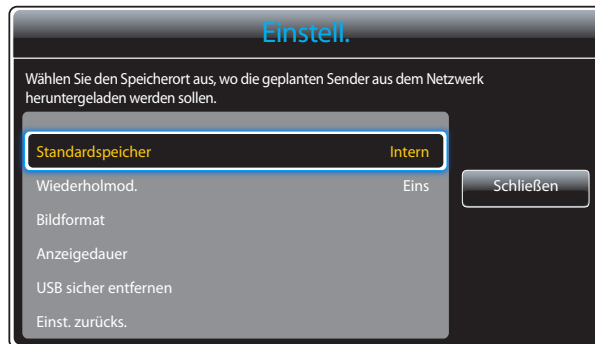 Einstell.
Wählen Sie den Speicherort aus, wo die geplanten Sender aus dem Netzwerk
heruntergeladen werden sollen.
Standardspeicher Intern
Wiederholmod. Eins
Schließen
Bildformat
Anzeigedauer
USB sicher entfernen
Einst. zurücks.